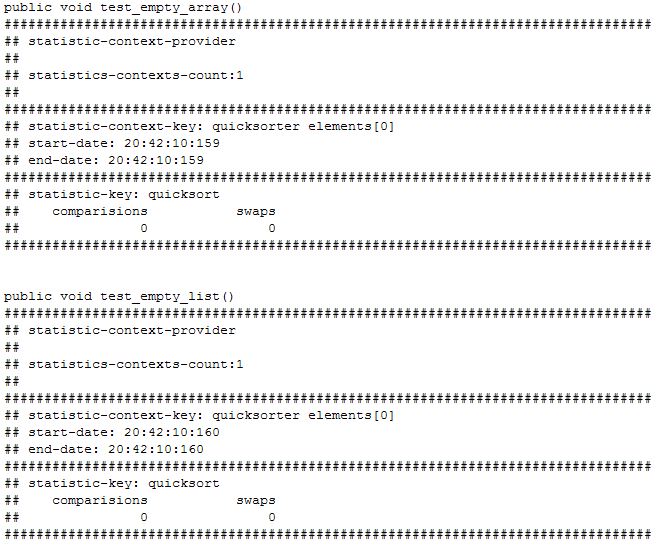 public void test_empty_array()
#################################################################################
## statistic-context-provider
##
## statistics-contexts-count:1
##
#################################################################################
## statistic-context-key: quicksorter elements[0]
## start-date: 20:42:10:159
## end-date: 20:42:10:159
#################################################################################
## statistic-key: quicksort
##    comparisions           swaps
##               0               0
#################################################################################
public void test_empty_list()
#################################################################################
## statistic-context-provider
##
## statistics-contexts-count:1
##
#################################################################################
## statistic-context-key: quicksorter elements[0]
## start-date: 20:42:10:160
## end-date: 20:42:10:160
#################################################################################
## statistic-key: quicksort
##    comparisions           swaps
##               0               0
#################################################################################